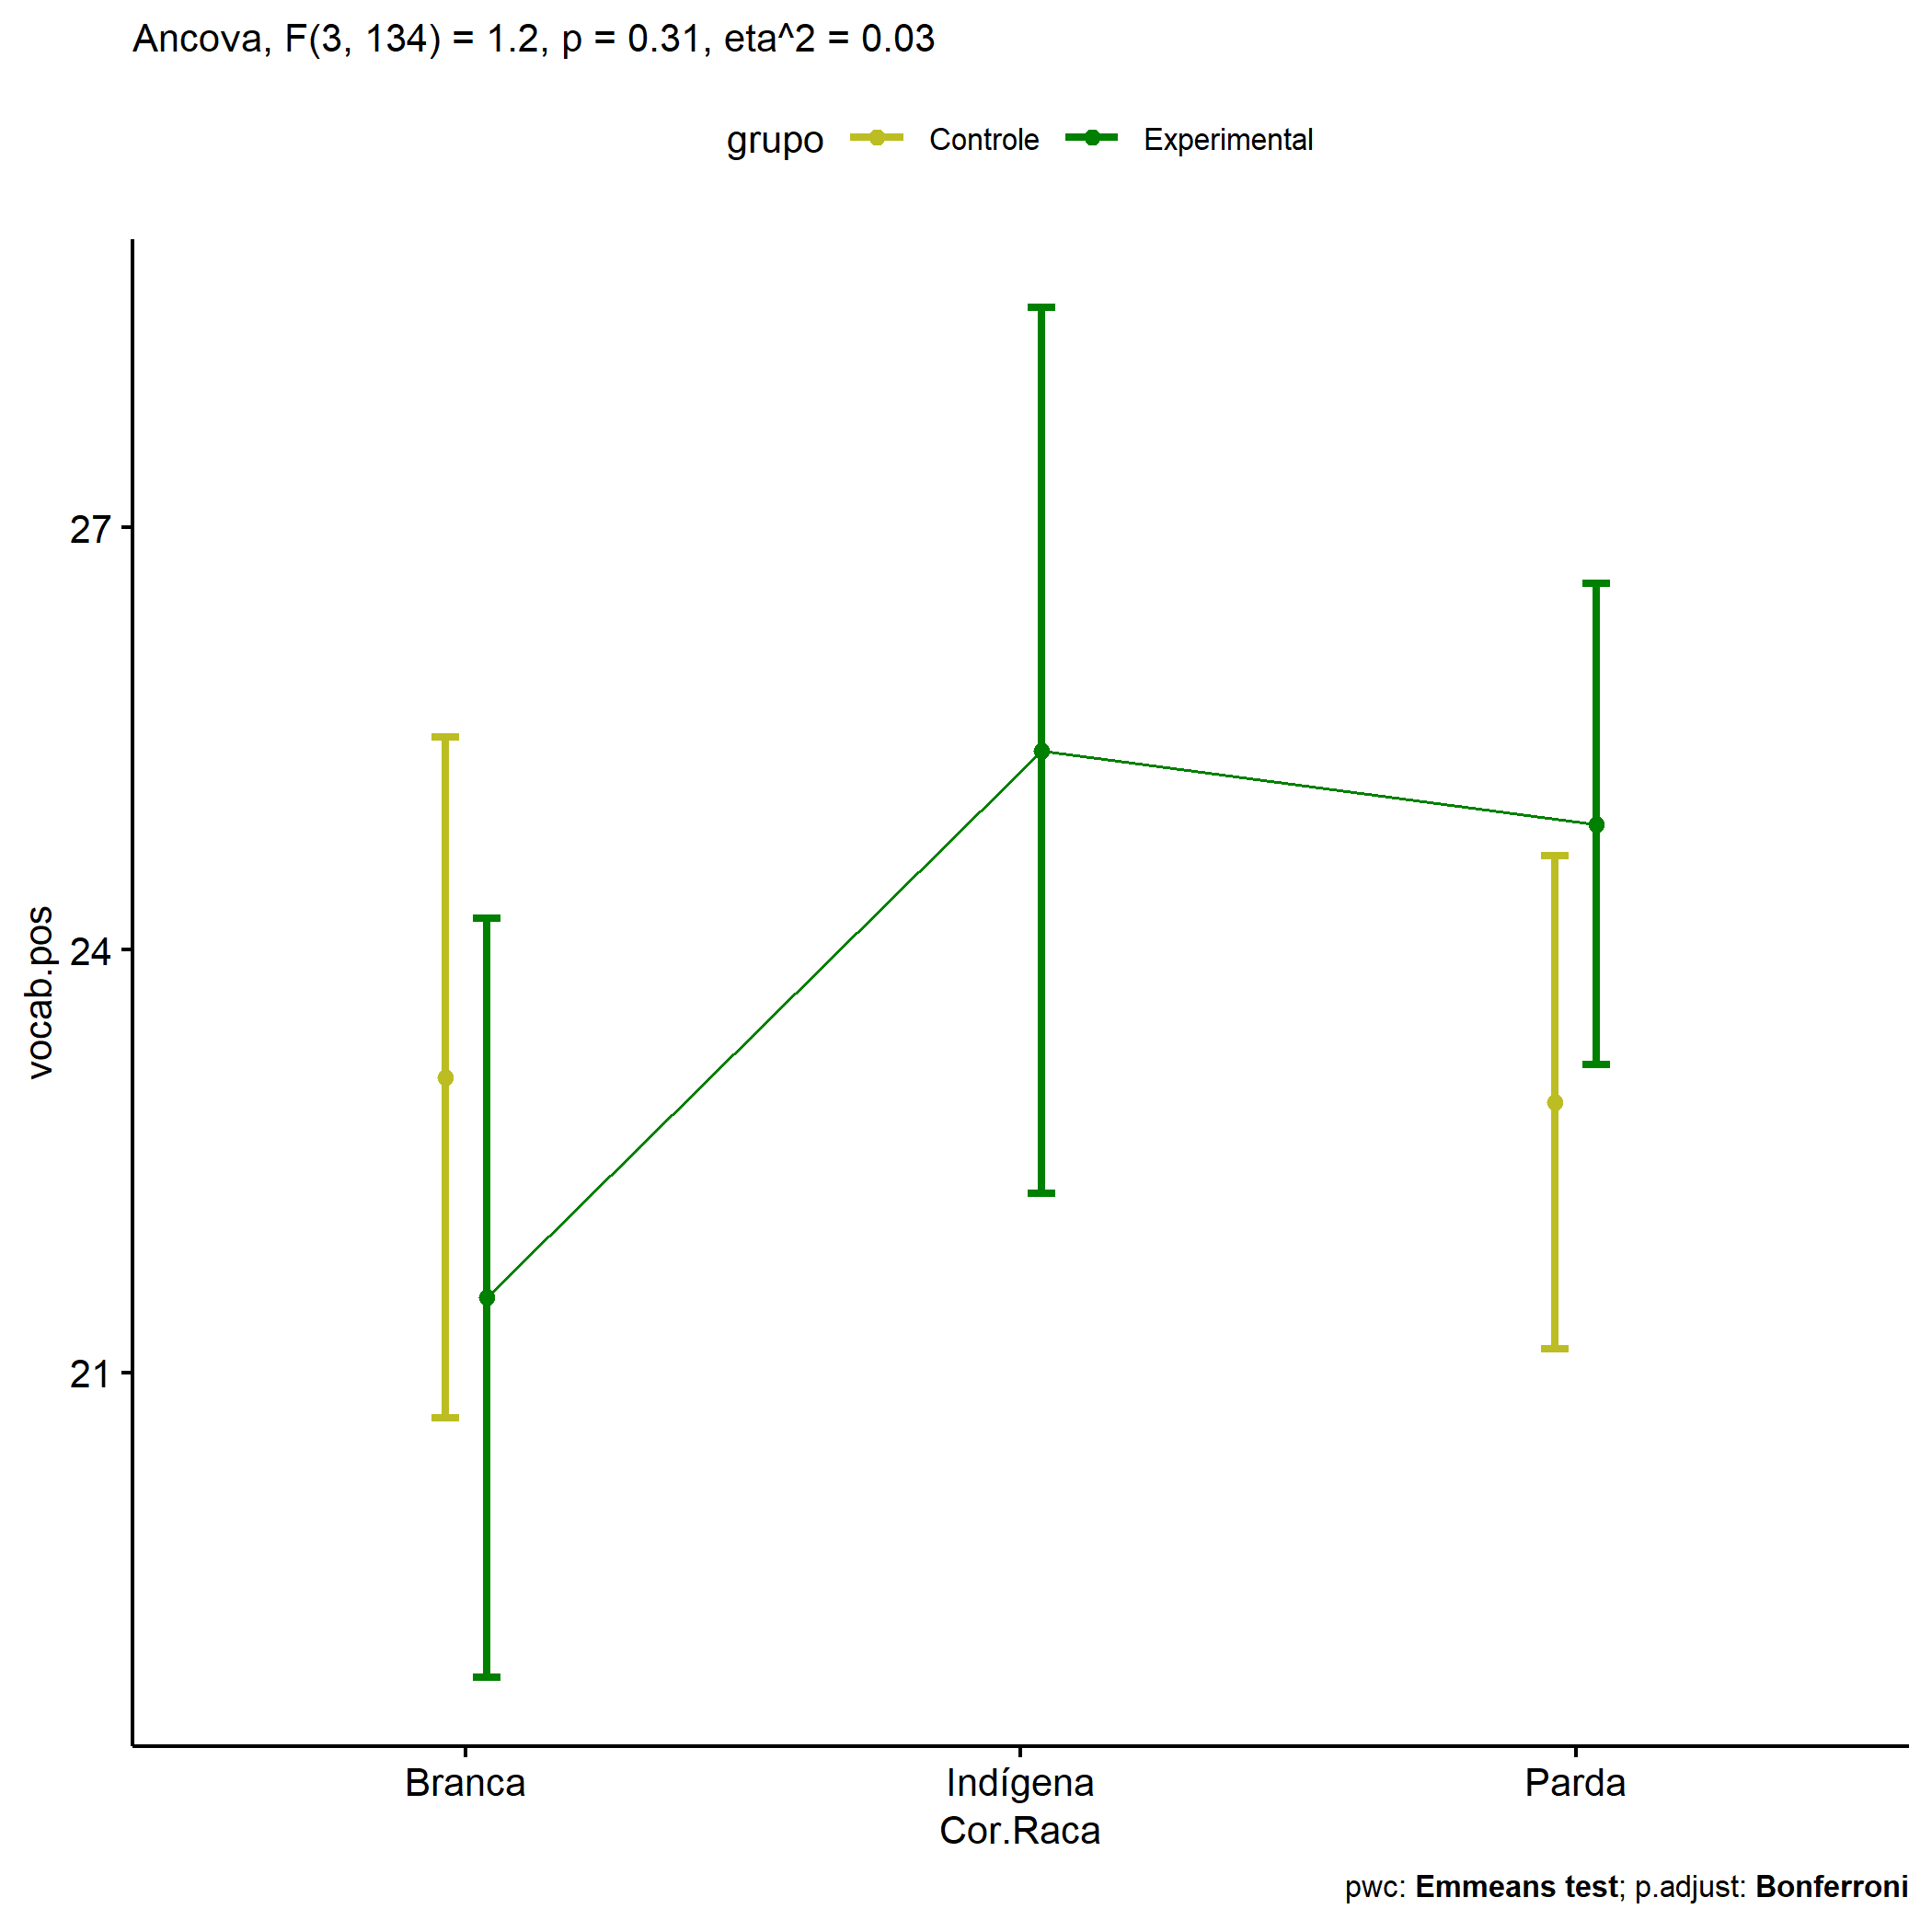 Ancova, F(3, 134) = 1.2, p = 0.31, eta^2 = 0.03
grupo Controle Experimental
27
24
21
vocab.pos
Branca Indígena Parda
Cor.Raca
pwc: Emmeans test; p.adjust: Bonferroni